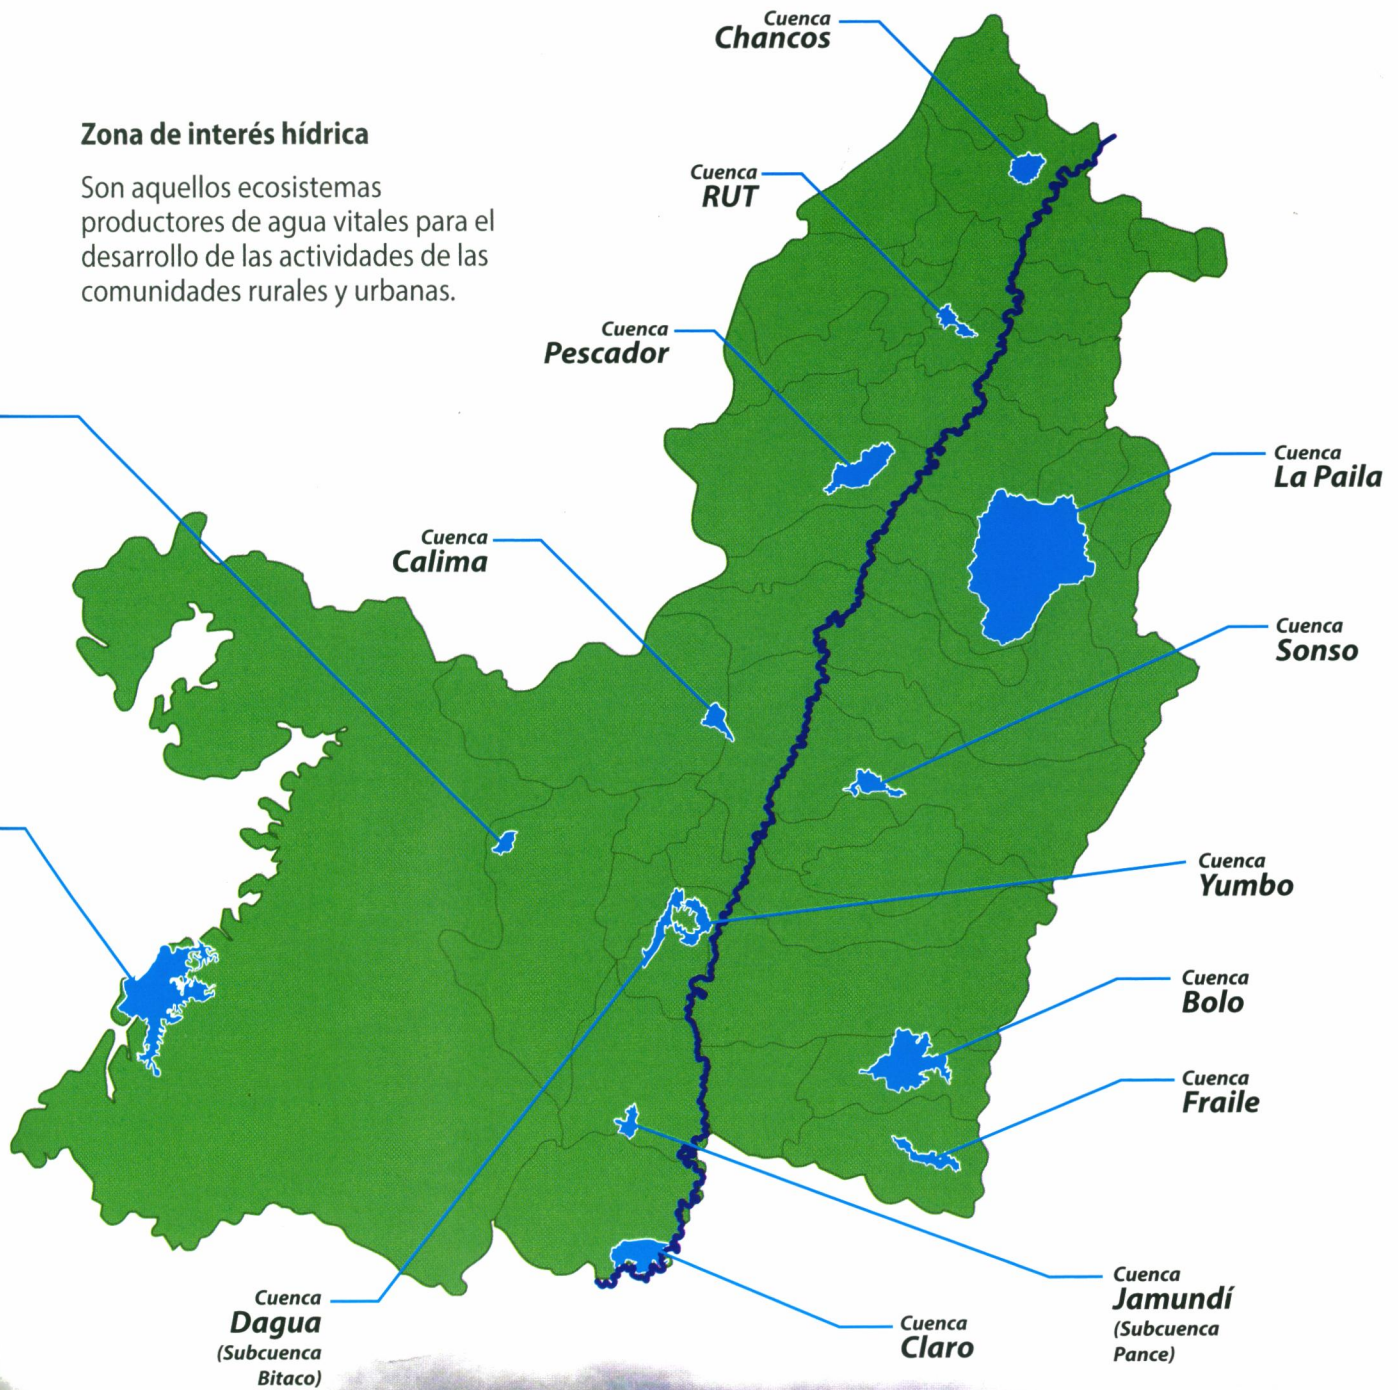 Zona de interés hídrica
Son aquellos ecosistemas
productores de agua vitales para el
desarrollo de las actividades de las
comunidades rurales y urbanas.
Cuenca
Chancos
Cuenca
RUT
Cuenca
Pescador
Cuenca
La Paila
Cuenca
Calima
Cuenca
Sonso
Cuenca
Yumbo
Cuenca
Bolo
Cuenca
Fraile
Cuenca
Jamundí
(Subcuenca
Pance)
Cuenca
Dagua
(Subcuenca
Bitaco)
Cuenca
Claro